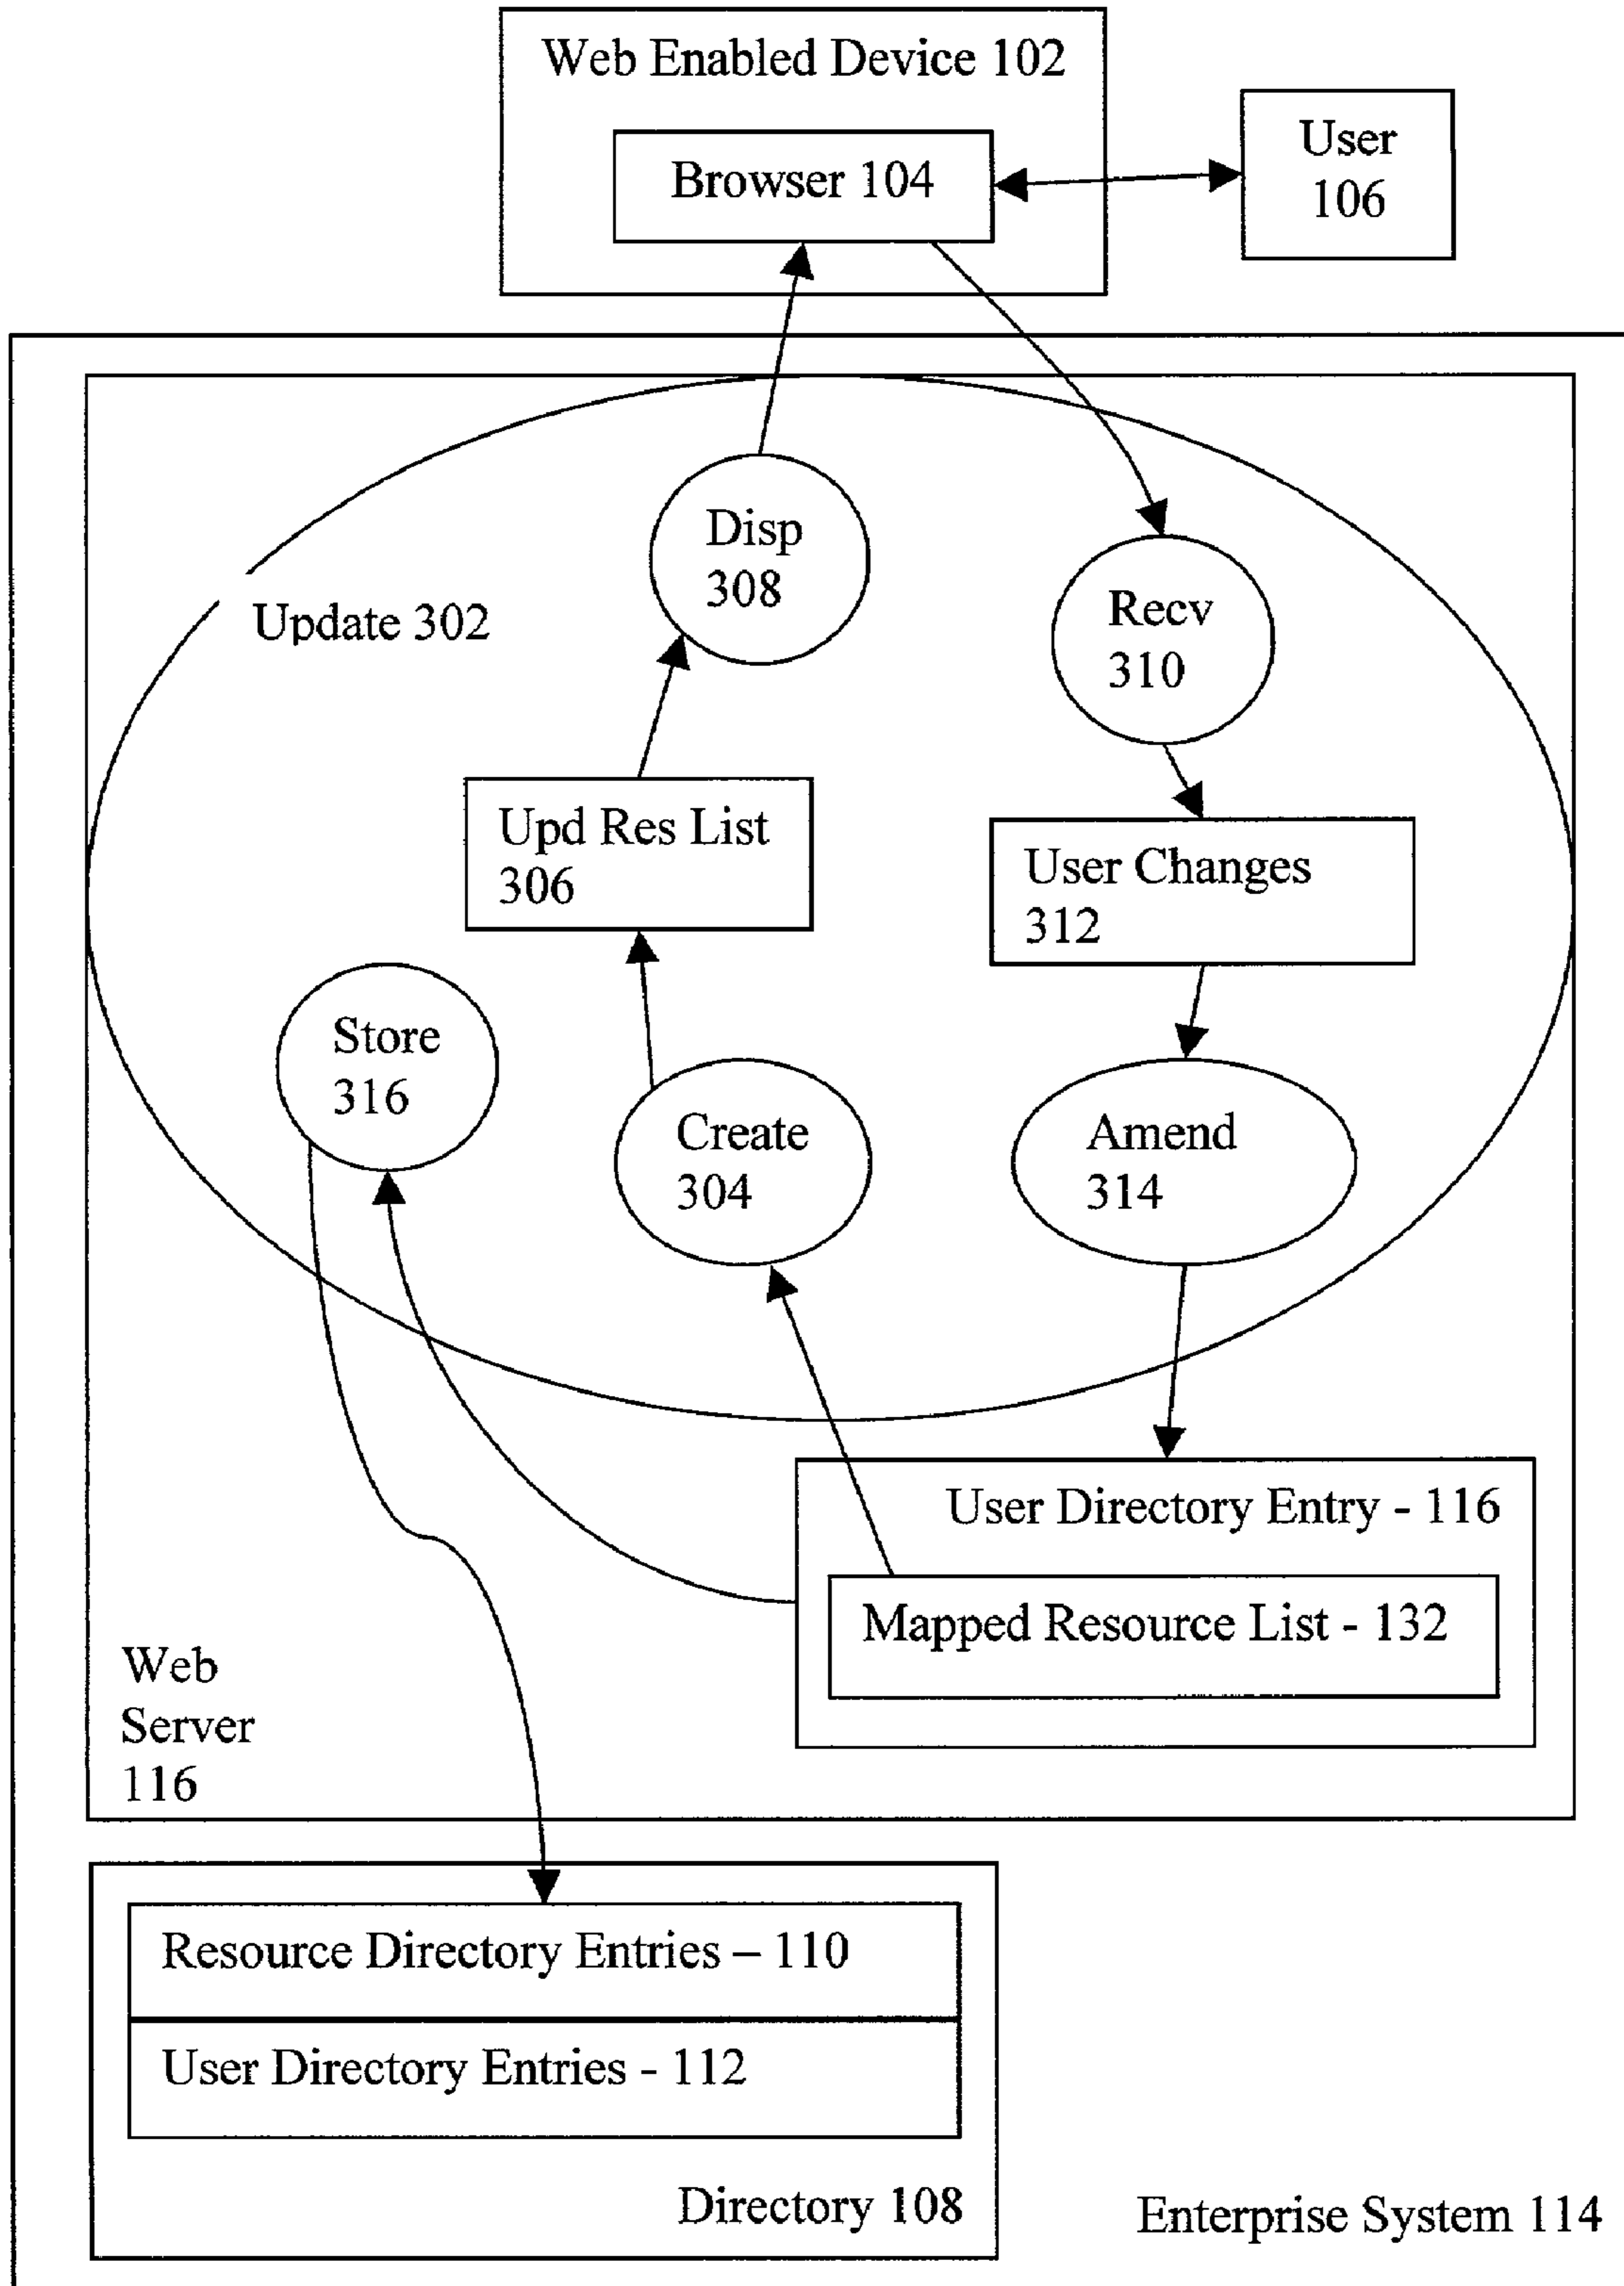 Web Enabled Device 102
Browser 104
User
106
Disp
308
Update 302
Recv
310
Upd Res List
306
User Changes
312
Store
316
Create
304
Amend
314
User Directory Entry - 116
Mapped Resource List - 132
Web
Server
116
Resource Directory Entries – 110
User Directory Entries - 112
Directory 108
Enterprise System 114